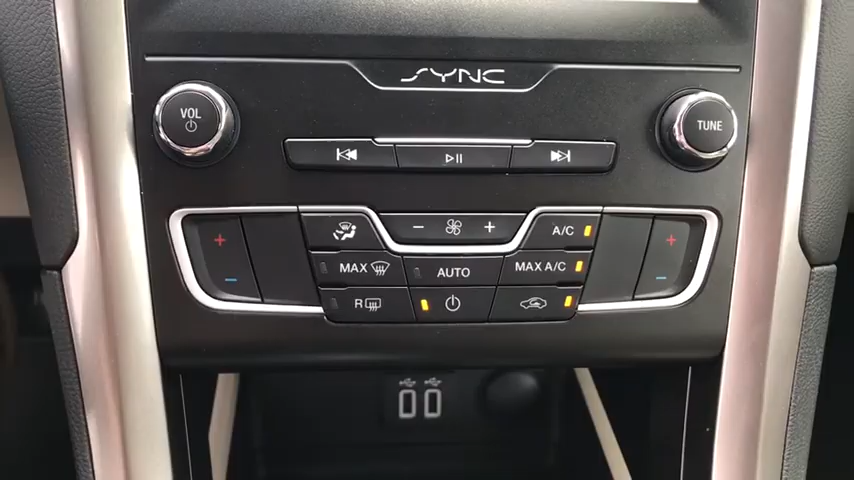 SYNC
VOL
TUNE
A/C
MAX
AUTO
MAX A/C
R